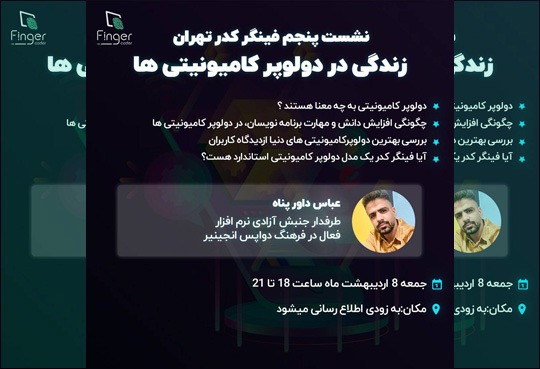 Finger
coder
Finger
coder
نشست پنجم فینگر کدر تهران
زندگی در دولوپر کامیونیتی ها
دولوپر کامیونیتی به چه معنا هستند ؟
چگونگی افزایش دانش و مهارت برنامه نویسان، در دولوپر کامیونیتی ها
بررسی بهترین دولوپرکامیونیتی های دنیا ازدیدگاه کاربران
آیا فینگر کدر یک مدل دولوپر کامیونیتی استاندارد هست؟
عباس داور پناه
طرفدار جنبش آزادی نرم افزار
فعال در فرهنگ دواپس انجینیر
جمعه 8 اردیبهشت ماه ساعت 18 تا 21
مکان:به زودی اطلاع رسانی میشود